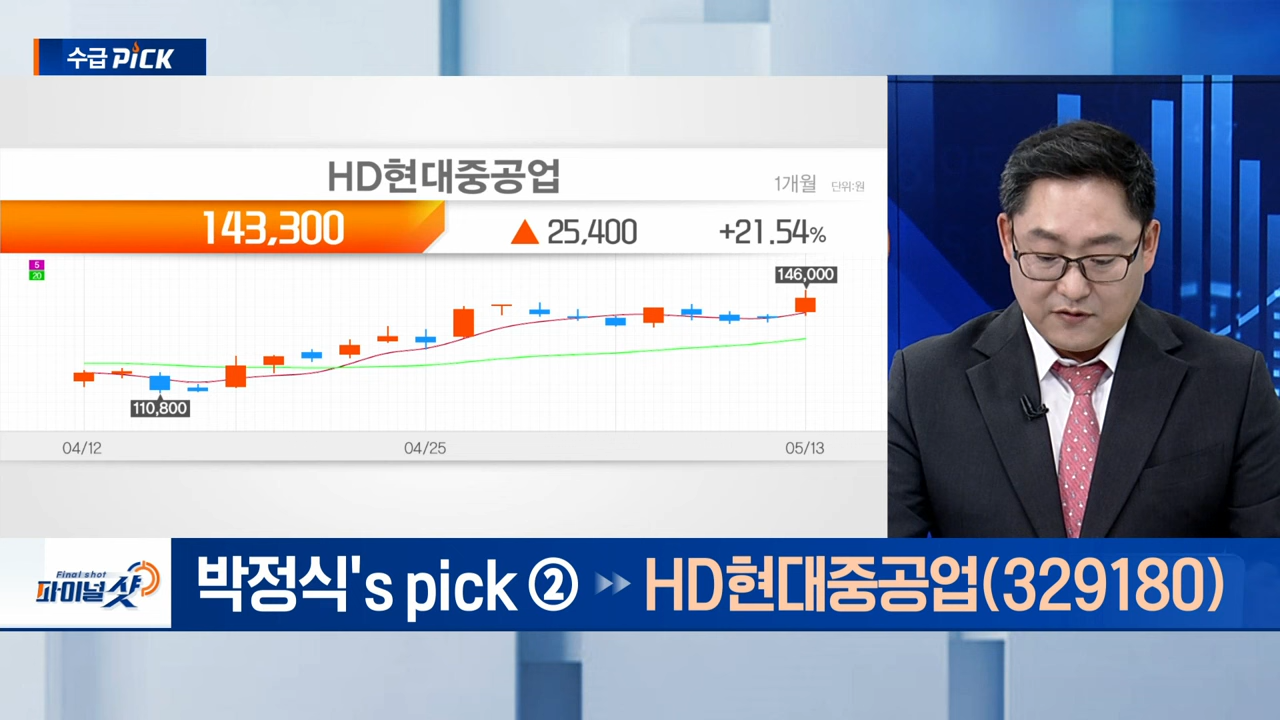 수급 PiCK
HD현대중공업
1개월 단위:원
143,300 ▲ 25,400 +21.54%
5
20
146,000
110,800
04/12 04/25 05/13
Final shot
파이널샷
박정식's pick ② HD현대중공업(329180)